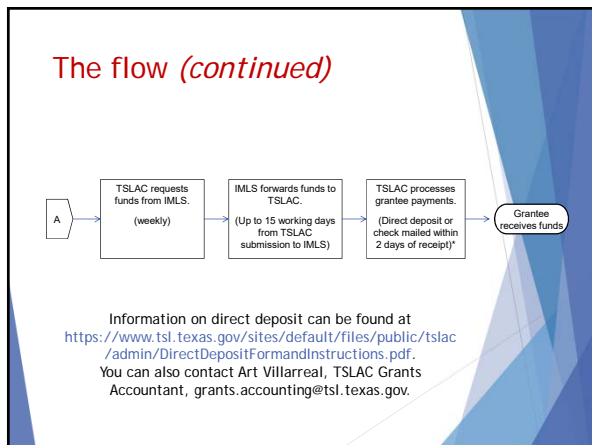 The flow (continued)
A
TSLAC requests
funds from IMLS.
(weekly)
IMLS forwards funds to
TSLAC.
(Up to 15 working days
from TSLAC
submission to IMLS)
TSLAC processes
grantee payments.
(Direct deposit or
check mailed within
2 days of receipt)*
Grantee
receives funds
Information on direct deposit can be found at
https://www.tsl.texas.gov/sites/default/files/public/tslac
/admin/DirectDepositFormandInstructions.pdf.
You can also contact Art Villarreal, TSLAC Grants
Accountant, grants.accounting@tsl.texas.gov.